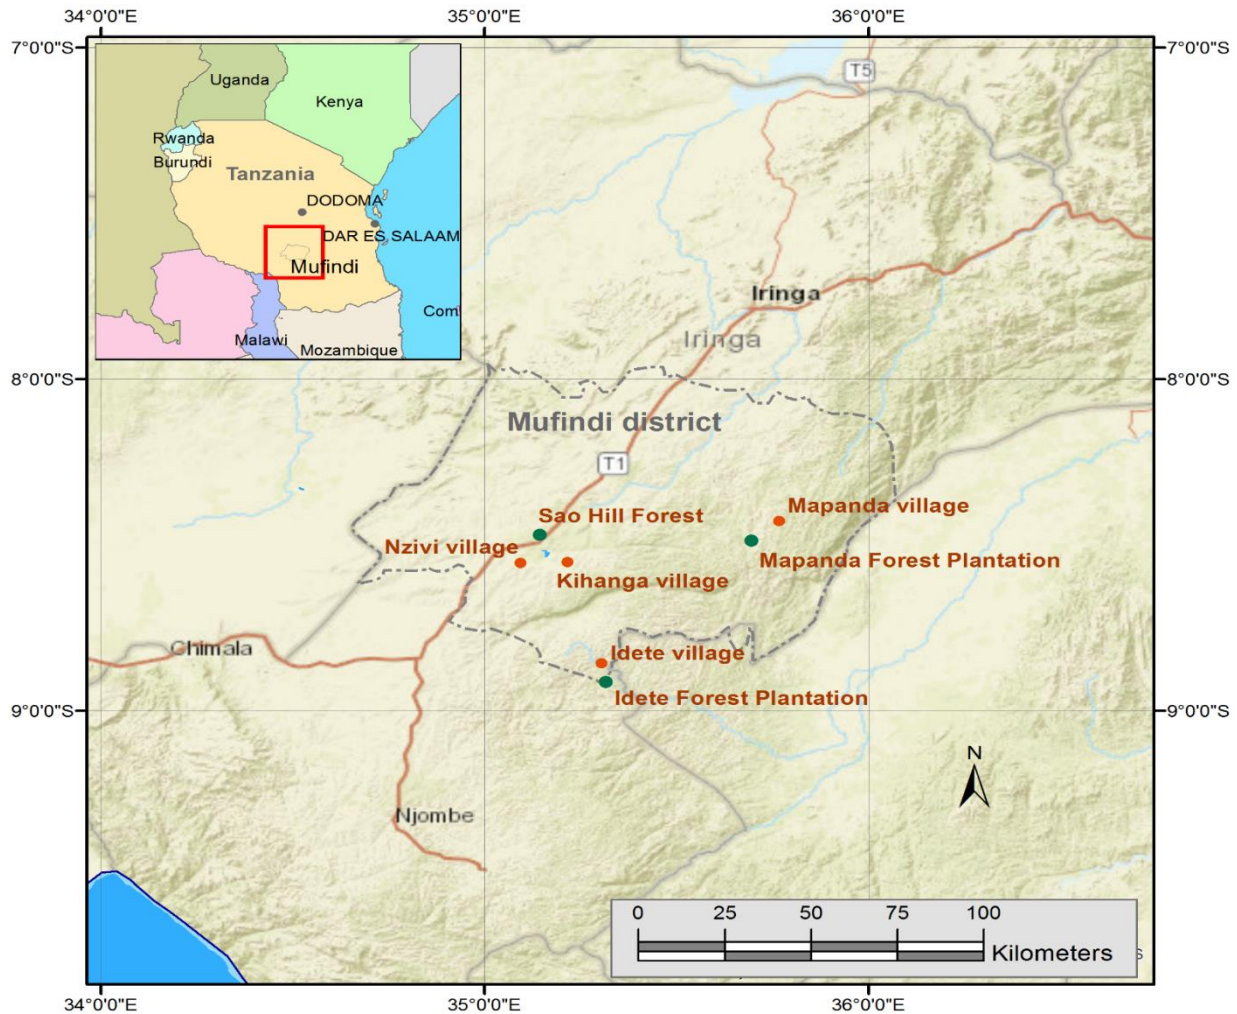 34°0'0"E
35°0'0"E
36°0'0"E
7°0'0"S
7°0'0"S
T5
Uganda
Kenya
Rwanda
Burundi
Tanzania
DODOMA
DAR ES SALAAM
Mufindi
Com
Malawi
Mozambique
Iringa
Iringa
8°0'0"S
8°0'0"S
Mufindi district
T1
Mapanda village
Sao Hill Forest
Nzivi village
Mapanda Forest Plantation
Kihanga village
Chimala
Idete village
Idete Forest Plantation
9°0'0"S
9°0'0"S
N
Njombe
0 25 50 75 100
Kilometers
34°0'0"E
35°0'0"E
36°0'0"E